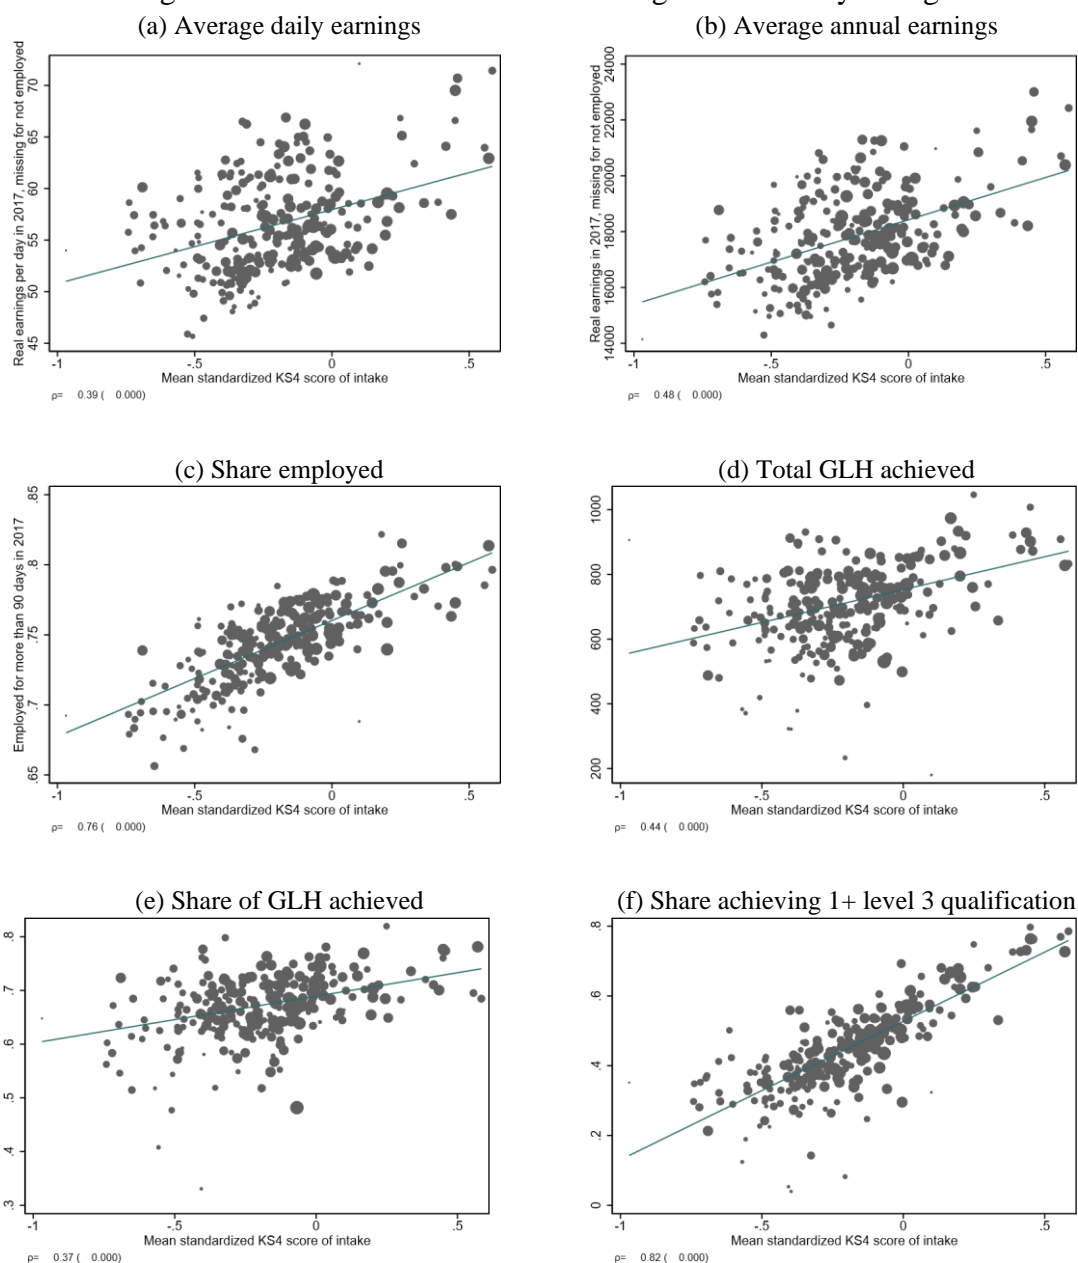 (a) Average daily earnings
(b) Average annual earnings
Real earnings per day in 2017, missing for not employed
45 50 55 60 65 70
-1 -.5 0 .5
Mean standardized KS4 score of intake
ρ= 0.39 ( 0.000)
Real earnings in 2017, missing for not employed
14000 16000 18000 20000 22000 24000
-1 -.5 0 .5
Mean standardized KS4 score of intake
ρ= 0.48 ( 0.000)
(c) Share employed
(d) Total GLH achieved
Employed for more than 90 days in 2017
.65 .7 .75 .8 .85
-1 -.5 0 .5
Mean standardized KS4 score of intake
ρ= 0.76 ( 0.000)
200 400 600 800 1000
-1 -.5 0 .5
Mean standardized KS4 score of intake
ρ= 0.44 ( 0.000)
(e) Share of GLH achieved
(f) Share achieving 1+ level 3 qualification
.3 .4 .5 .6 .7 .8
-1 -.5 0 .5
Mean standardized KS4 score of intake
ρ= 0.37 ( 0.000)
0 .2 .4 .6 .8
-1 -.5 0 .5
Mean standardized KS4 score of intake
ρ= 0.82 ( 0.000)